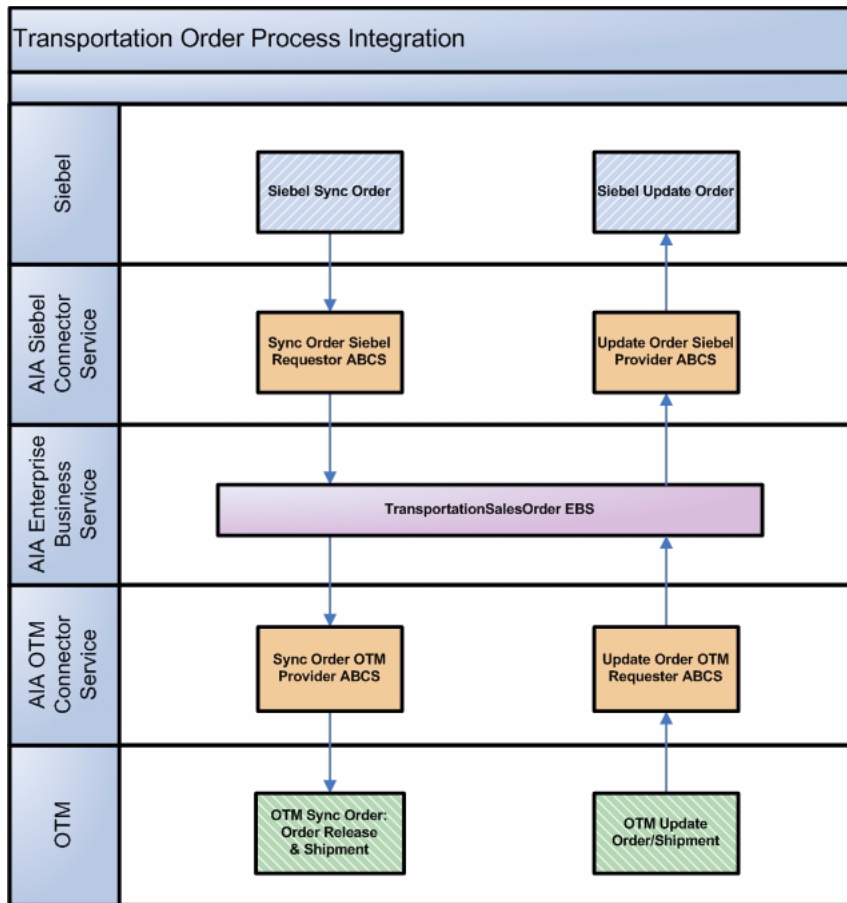 Transportation Order Process Integration
Siebel
Siebel Sync Order
Siebel Update Order
AIA Siebel
Connector
Service
Sync Order Siebel
Requestor ABCS
Update Order Siebel
Provider ABCS
AIA Enterprise
Business
Service
TransportationSalesOrder EBS
AIA OTM
Connector
Service
Sync Order OTM
Provider ABCS
Update Order OTM
Requester ABCS
OTM
OTM Sync Order:
Order Release
& Shipment
OTM Update
Order/Shipment